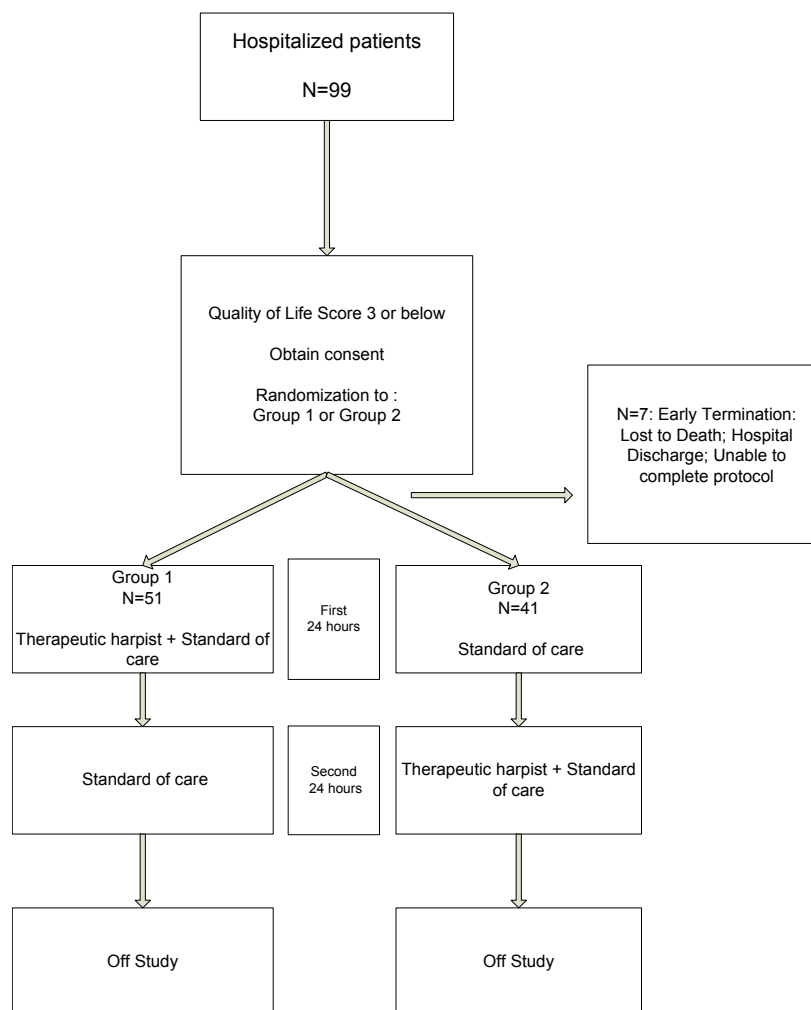 Hospitalized patients
N=99
Quality of Life Score 3 or below
Obtain consent
Randomization to :
Group 1 or Group 2
N=7: Early Termination:
Lost to Death; Hospital
Discharge; Unable to
complete protocol
Group 1
N=51
Therapeutic harpist + Standard of
care
First
24 hours
Group 2
N=41
Standard of care
Standard of care
Second
24 hours
Therapeutic harpist + Standard
of care
Off Study
Off Study